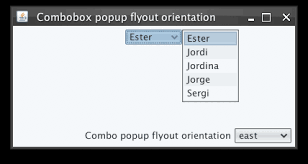 Combobox popup flyout orientation
Ester
Ester
Jordi
Jordina
Jorge
Sergi
Combo popup flyout orientation east